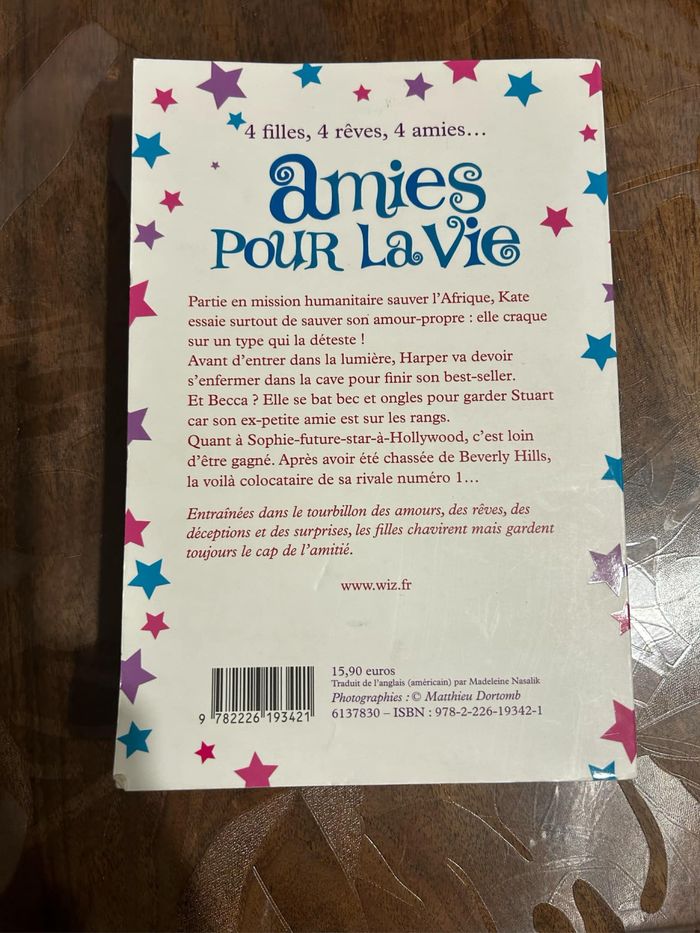 4 filles, 4 rêves, 4 amies...
amies
POUR La Vie
Partie en mission humanitaire sauver l'Afrique, Kate
essaie surtout de sauver son amour-propre : elle craque
sur un type qui la déteste !
Avant d'entrer dans la lumière, Harper va devoir
s'enfermer dans la cave pour finir son best-seller.
Et Becca ? Elle se bat bec et ongles pour garder Stuart
car son ex-petite amie est sur les rangs.
Quant à Sophie-future-star-à-Hollywood, c'est loin
d'être gagné. Après avoir été chassée de Beverly Hills,
la voilà colocataire de sa rivale numéro 1...
Entraînées dans le tourbillon des amours, des rêves, des
déceptions et des surprises, les filles chavirent mais gardent
toujours le cap de l'amitié.
www.wiz.fr
15,90 euros
Traduit de l'anglais (américain) par Madeleine Nasalik
Photographies : © Matthieu Dortomb
6137830 – ISBN : 978-2-226-19342-1
9 782226 193421